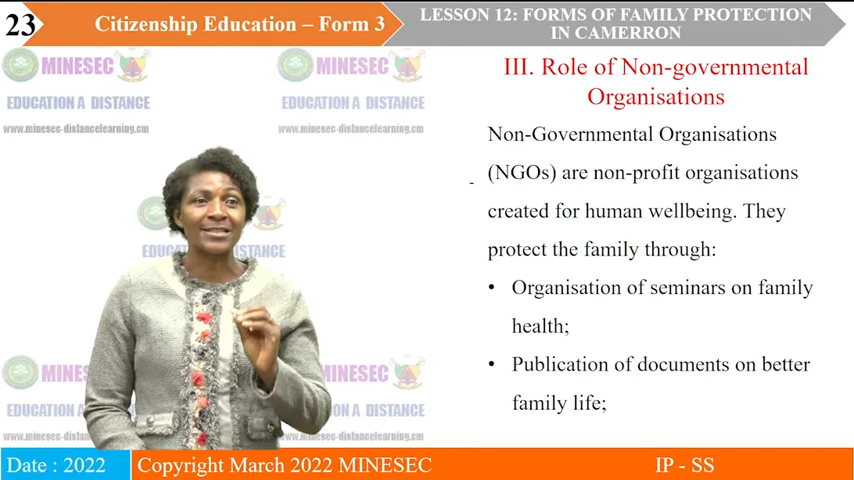 23
Citizenship Education – Form 3
LESSON 12: FORMS OF FAMILY PROTECTION
IN CAMERRON
MINESEC
MINESEC
EDUCATION A DISTANCE
EDUCATION A DISTANCE
www.minesec-distancelearning.cm
www.minesec-distancelearning.cm
III. Role of Non-governmental
Organisations
Non-Governmental Organisations
(NGOs) are non-profit organisations
created for human wellbeing. They
protect the family through:
• Organisation of seminars on family
health;
• Publication of documents on better
family life;
MINESEC
MINESEC
Date : 2022
Copyright March 2022 MINESEC
IP - SS